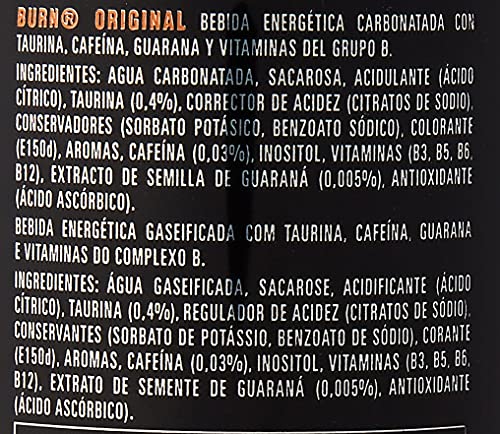 BURN® ORIGINAL BEBIDA ENERGÉTICA CARBONATADA CON
TAURINA, CAFEÍNA, GUARANA Y VITAMINAS DEL GRUPO B.
INGREDIENTES: AGUA CARBONATADA, SACAROSA, ACIDULANTE (ÁCIDO
CÍTRICO), TAURINA (0,4%), CORRECTOR DE ACIDEZ (CITRATOS DE SODIO),
CONSERVADORES (SORBATO POTÁSICO, BENZOATO SÓDICO), COLORANTE
(E150d), AROMAS, CAFEÍNA (0,03%), INOSITOL, VITAMINAS (B3, B5, B6,
B12), EXTRACTO DE SEMILLA DE GUARANÁ (0,005%), ANTIOXIDANTE
(ÁCIDO ASCÓRBICO).
BEBIDA ENERGÉTICA GASEIFICADA COM TAURINA, CAFEÍNA, GUARANA
E VITAMINAS DO COMPLEXO B.
INGREDIENTES: ÁGUA GASEIFICADA, SACAROSE, ACIDIFICANTE (ÁCIDO
CÍTRICO), TAURINA (0,4%), REGULADOR DE ACIDEZ (CITRATOS DE SÓDIO),
CONSERVANTES (SORBATO DE POTÁSSIO, BENZOATO DE SÓDIO), CORANTE
(E150d), AROMAS, CAFEÍNA (0,03%), INOSITOL, VITAMINAS (B3, B5, B6,
B12). EXTRATO DE SEMENTE DE GUARANÁ (0,005%), ANTIOXIDANTE
(ÁCIDO ASCÓRBICO).